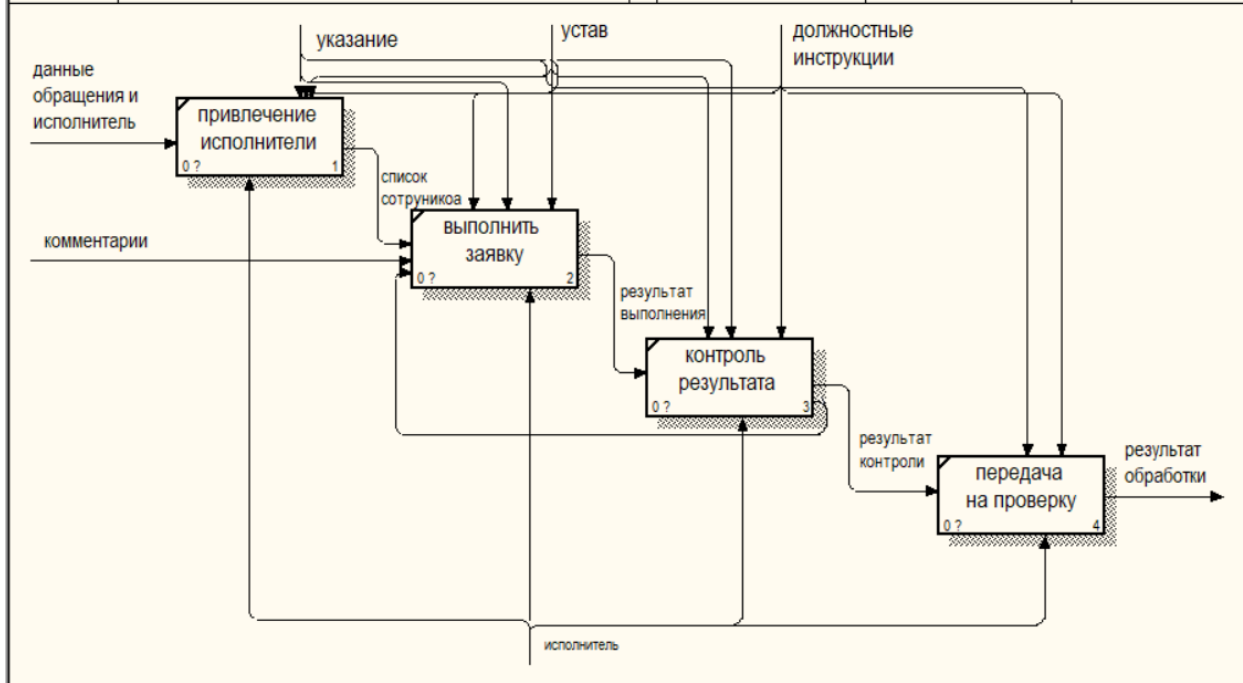 указание
устав
должностные
инструкции
данные
обращения и
исполнитель
привлечение
исполнители
0 ?
1
список
сотруникоа
комментарии
выполнить
заявку
0 ?
2
результат
выполнения
контроль
результата
0 ?
3
результат
контроли
передача
на проверку
0 ?
4
результат
обработки
исполнитель